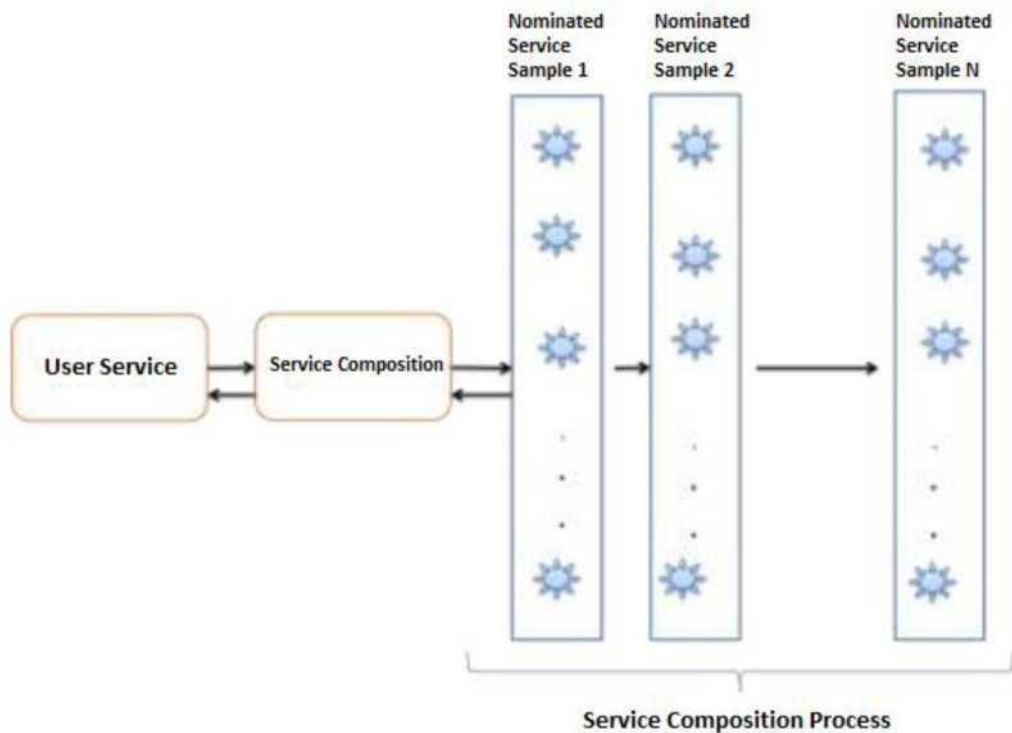 Nominated
Service
Sample 1
Nominated
Service
Sample 2
Nominated
Service
Sample N
User Service
Service Composition
Service Composition Process